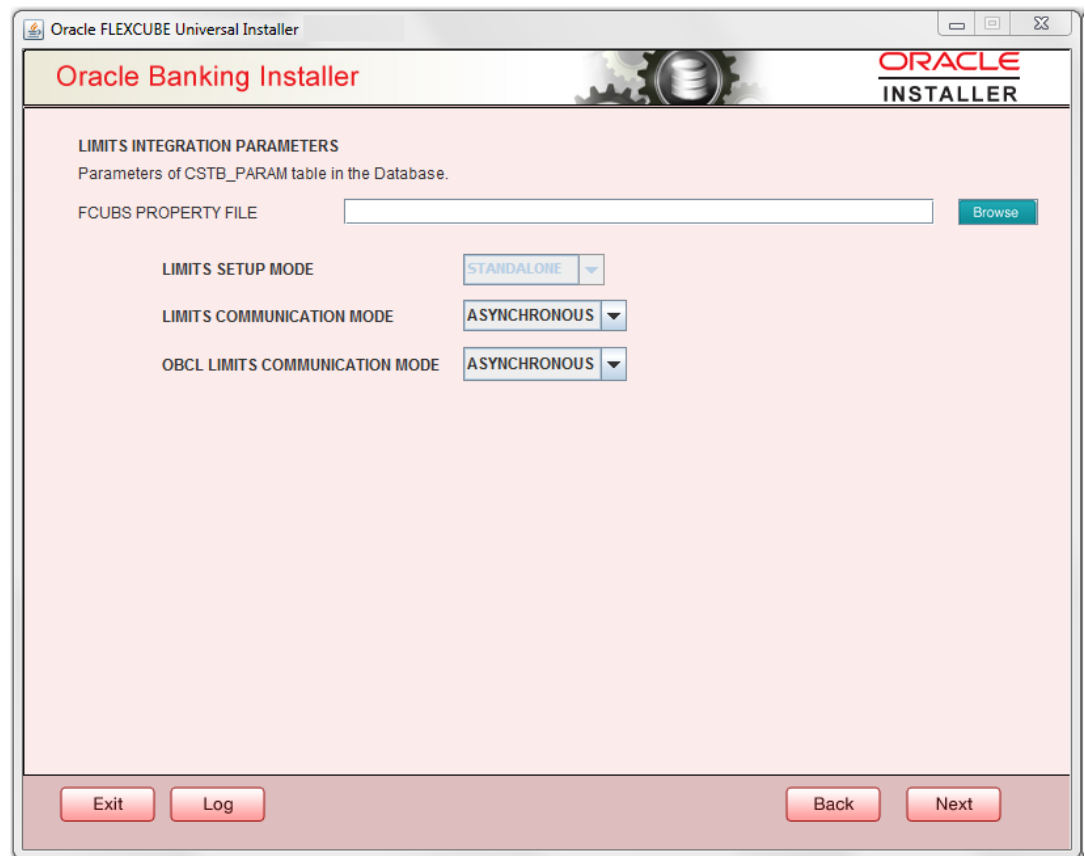 Oracle FLEXCUBE Universal Installer
Oracle Banking Installer
ORACLE
INSTALLER
LIMITS INTEGRATION PARAMETERS
Parameters of CSTB_PARAM table in the Database.
FCUBS PROPERTY FILE
Browse
LIMITS SETUP MODE STANDALONE
LIMITS COMMUNICATION MODE ASYNCHRONOUS
OBCL LIMITS COMMUNICATION MODE ASYNCHRONOUS
Exit Log Back Next